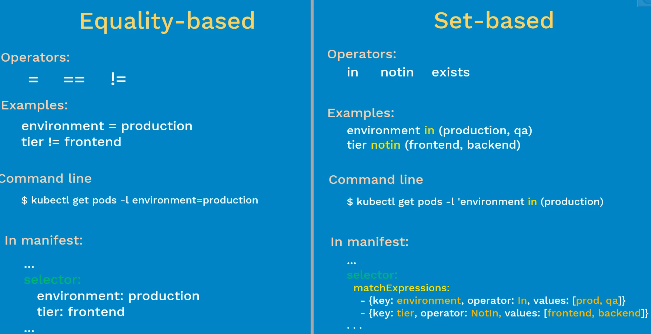 Equality-based
Operators:
= == !=
Examples:
environment = production
tier != frontend
Command line
$ kubectl get pods -l environment=production
In manifest:
...
selector:
environment: production
tier: frontend
...
Set-based
Operators:
in notin exists
Examples:
environment in (production, qa)
tier notin (frontend, backend)
Command line
$ kubectl get pods -l 'environment in (production)
In manifest:
...
selector:
matchExpressions:
- {key: environment, operator: In, values: [prod, qa]}
- {key: tier, operator: NotIn, values: [frontend, backend]}
. . .